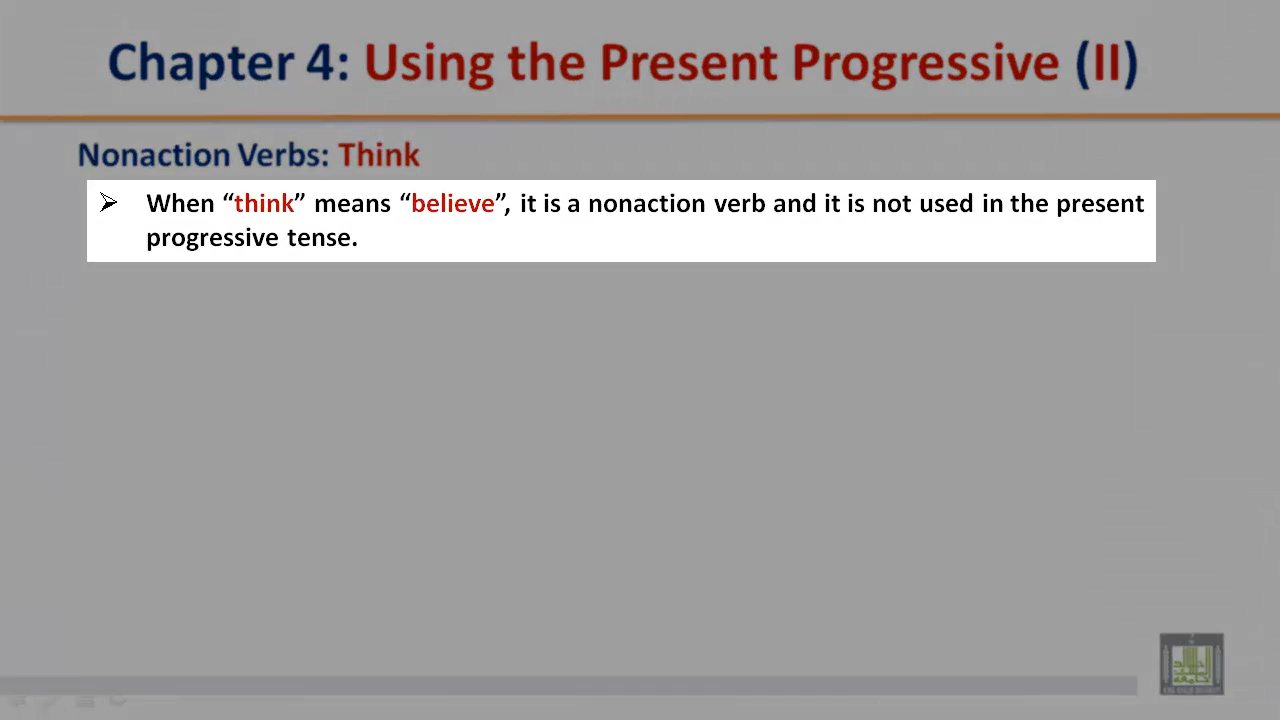 Chapter 4: Using the Present Progressive (II)
Nonaction Verbs: Think
➢ When “think” means “believe”, it is a nonaction verb and it is not used in the present
progressive tense.